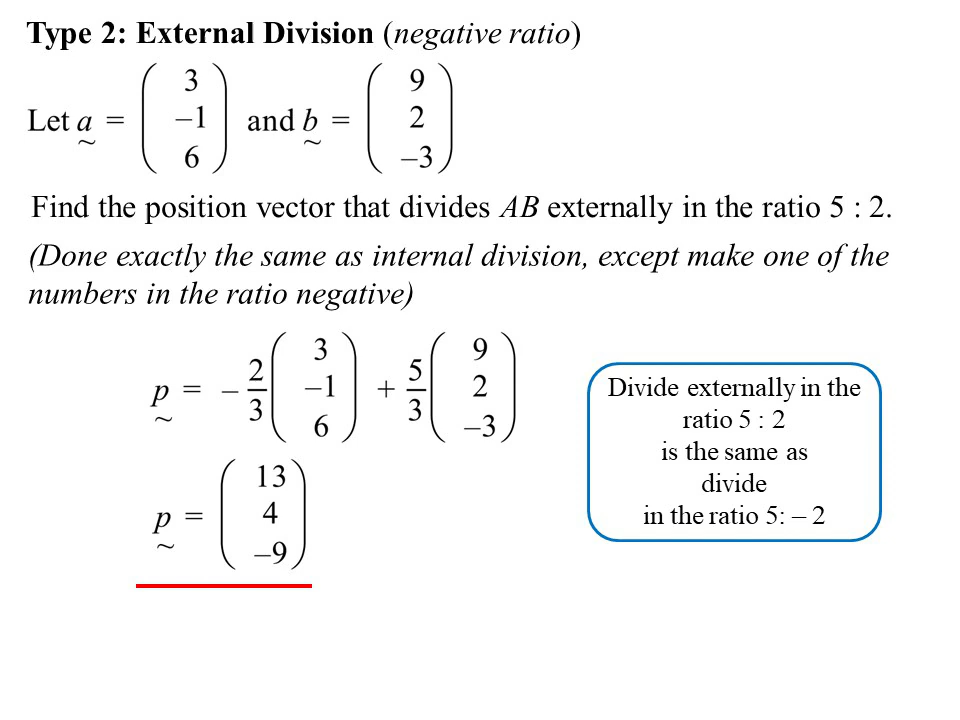 Type 2: External Division (negative ratio)
Let a̰ = ( 3 –1 6 ) and b̰ = ( 9 2 –3 )
Find the position vector that divides AB externally in the ratio 5 : 2.
(Done exactly the same as internal division, except make one of the
numbers in the ratio negative)
p̰ = – 2/3 ( 3 –1 6 ) + 5/3 ( 9 2 –3 )
p̰ = ( 13 4 –9 )
Divide externally in the
ratio 5 : 2
is the same as
divide
in the ratio 5: – 2